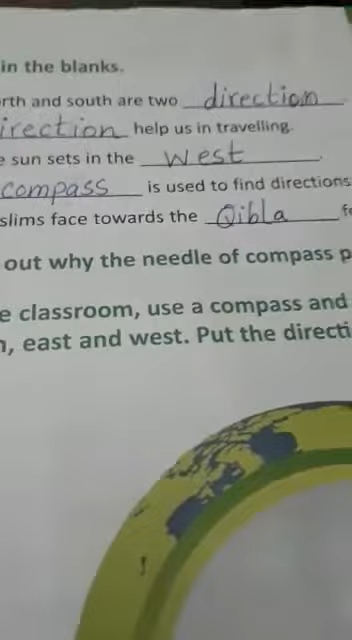 in the blanks.
rth and south are two direction
irection help us in travelling.
e sun sets in the west.
compass is used to find directions
slims face towards the Qibla f
out why the needle of compass p
e classroom, use a compass and
n, east and west. Put the directi